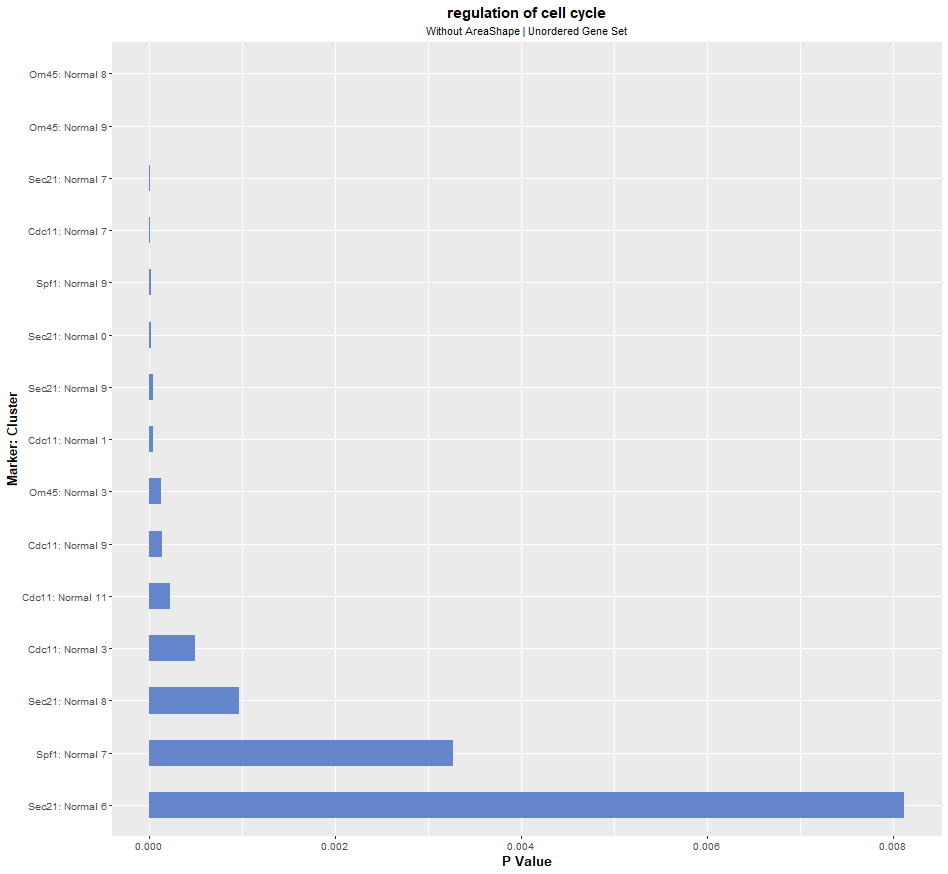 regulation of cell cycle
Without AreaShape | Unordered Gene Set
Marker: Cluster
Om45: Normal 8
Om45: Normal 9
Sec21: Normal 7
Cdc11: Normal 7
Spf1: Normal 9
Sec21: Normal 0
Sec21: Normal 9
Cdc11: Normal 1
Om45: Normal 3
Cdc11: Normal 9
Cdc11: Normal 11
Cdc11: Normal 3
Sec21: Normal 8
Spf1: Normal 7
Sec21: Normal 6
0.000 0.002 0.004 0.006 0.008
P Value